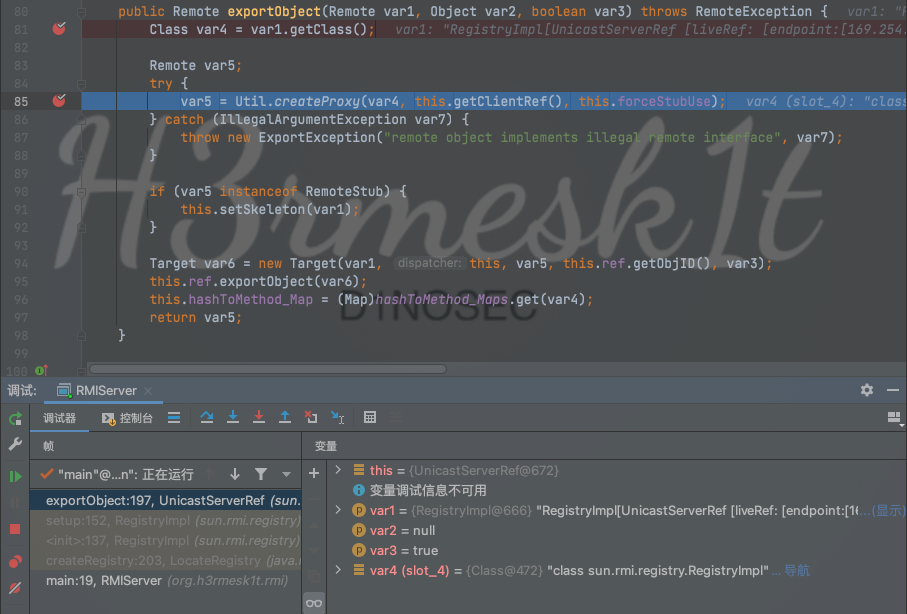 80 public Remote exportObject(Remote var1, Object var2, boolean var3) throws RemoteException { var1: "R
81 Class var4 = var1.getClass(); var1: "RegistryImpl[UnicastServerRef [liveRef: [endpoint:[169.254.
82
83 Remote var5;
84 try {
85 var5 = Util.createProxy(var4, this.getClientRef(), this.forceStubUse); var4 (slot_4): "class
86 } catch (IllegalArgumentException var7) {
87 throw new ExportException("remote object implements illegal remote interface", var7);
88 }
89
90 if (var5 instanceof RemoteStub) {
91 this.setSkeleton(var1);
92 }
93
94 Target var6 = new Target(var1, dispatcher: this, var5, this.ref.getObjID(), var3);
95 this.ref.exportObject(var6);
96 this.hashToMethod_Map = (Map)hashToMethod_Maps.get(var4);
97 return var5;
98 }
99
100
H3rmesk1t
D1NOSEC
调试: RMIServer
调试器 控制台
帧 变量
"main"@...n": 正在运行
exportObject:197, UnicastServerRef (sun.
setup:152, RegistryImpl (sun.rmi.registry)
<init>:137, RegistryImpl (sun.rmi.registry)
createRegistry:203, LocateRegistry (java.
main:19, RMIServer (org.h3rmesk1t.rmi)
this = {UnicastServerRef@672}
变量调试信息不可用
var1 = {RegistryImpl@666} "RegistryImpl[UnicastServerRef [liveRef: [endpoint:[16...(显示)
var2 = null
var3 = true
var4 (slot_4) = {Class@472} "class sun.rmi.registry.RegistryImpl" ... 导航